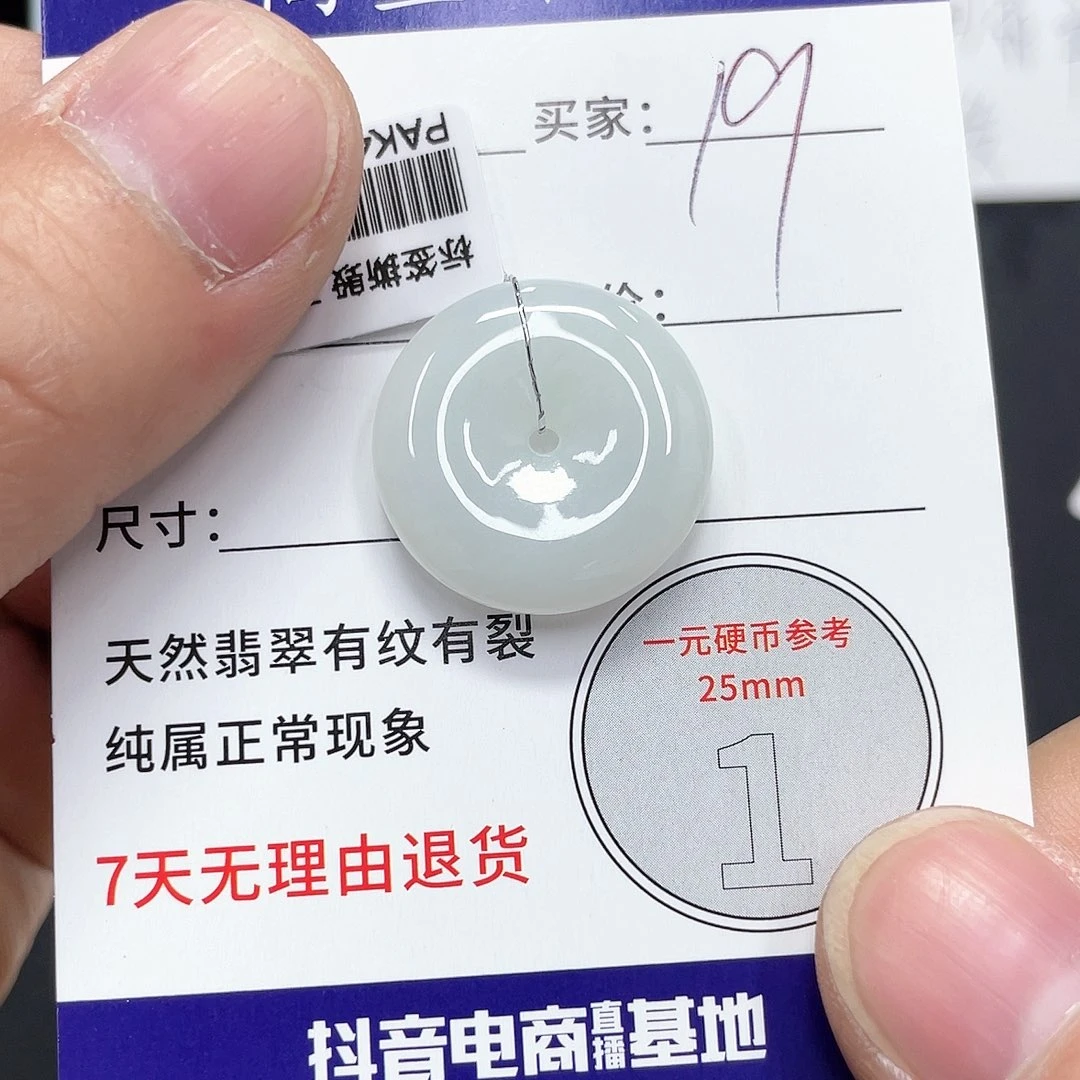 买家：
PAK
标签撕毁
价：
尺寸：
天然翡翠有纹有裂
纯属正常现象
7天无理由退货
一元硬币参考
25mm
1
抖音电商直播基地